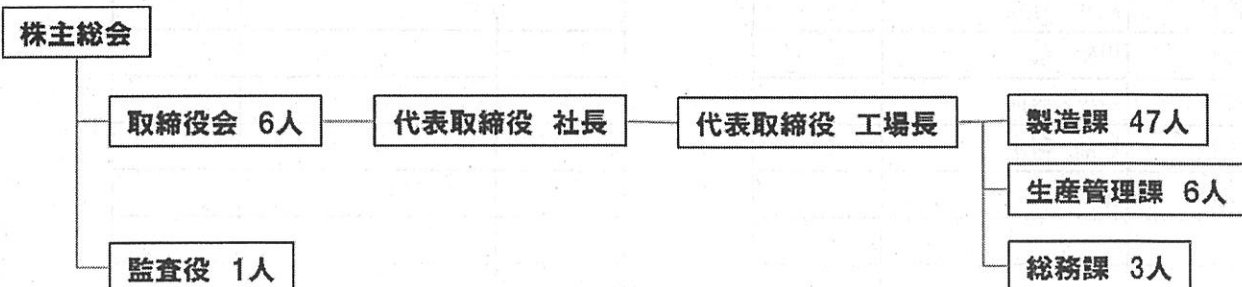 株主総会
取締役会 6人
代表取締役 社長
代表取締役 工場長
製造課 47人
生産管理課 6人
監査役 1人
総務課 3人